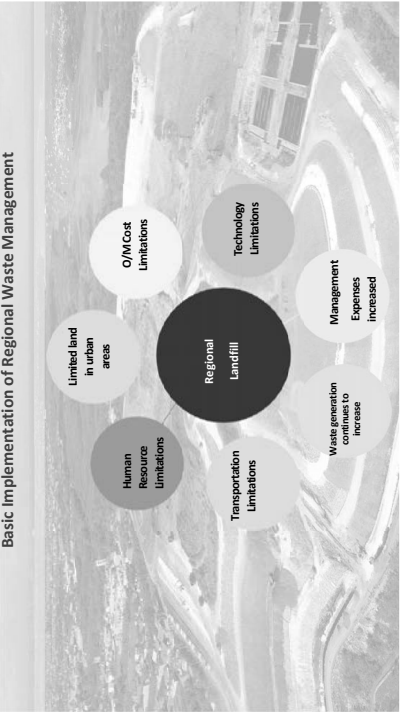 Basic Implementation of Regional Waste Management
Limited land
in urban
areas
O/M Cost
Limitations
Technology
Limitations
Management
Expenses
increased
Waste generation
continues to
increase
Transportation
Limitations
Human
Resource
Limitations
Regional
Landfill